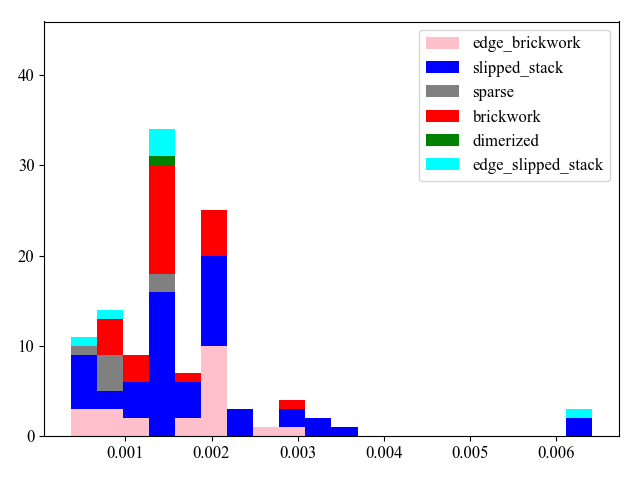 edge_brickwork
slipped_stack
sparse
brickwork
dimerized
edge_slipped_stack
40
30
20
10
0
0.001 0.002 0.003 0.004 0.005 0.006